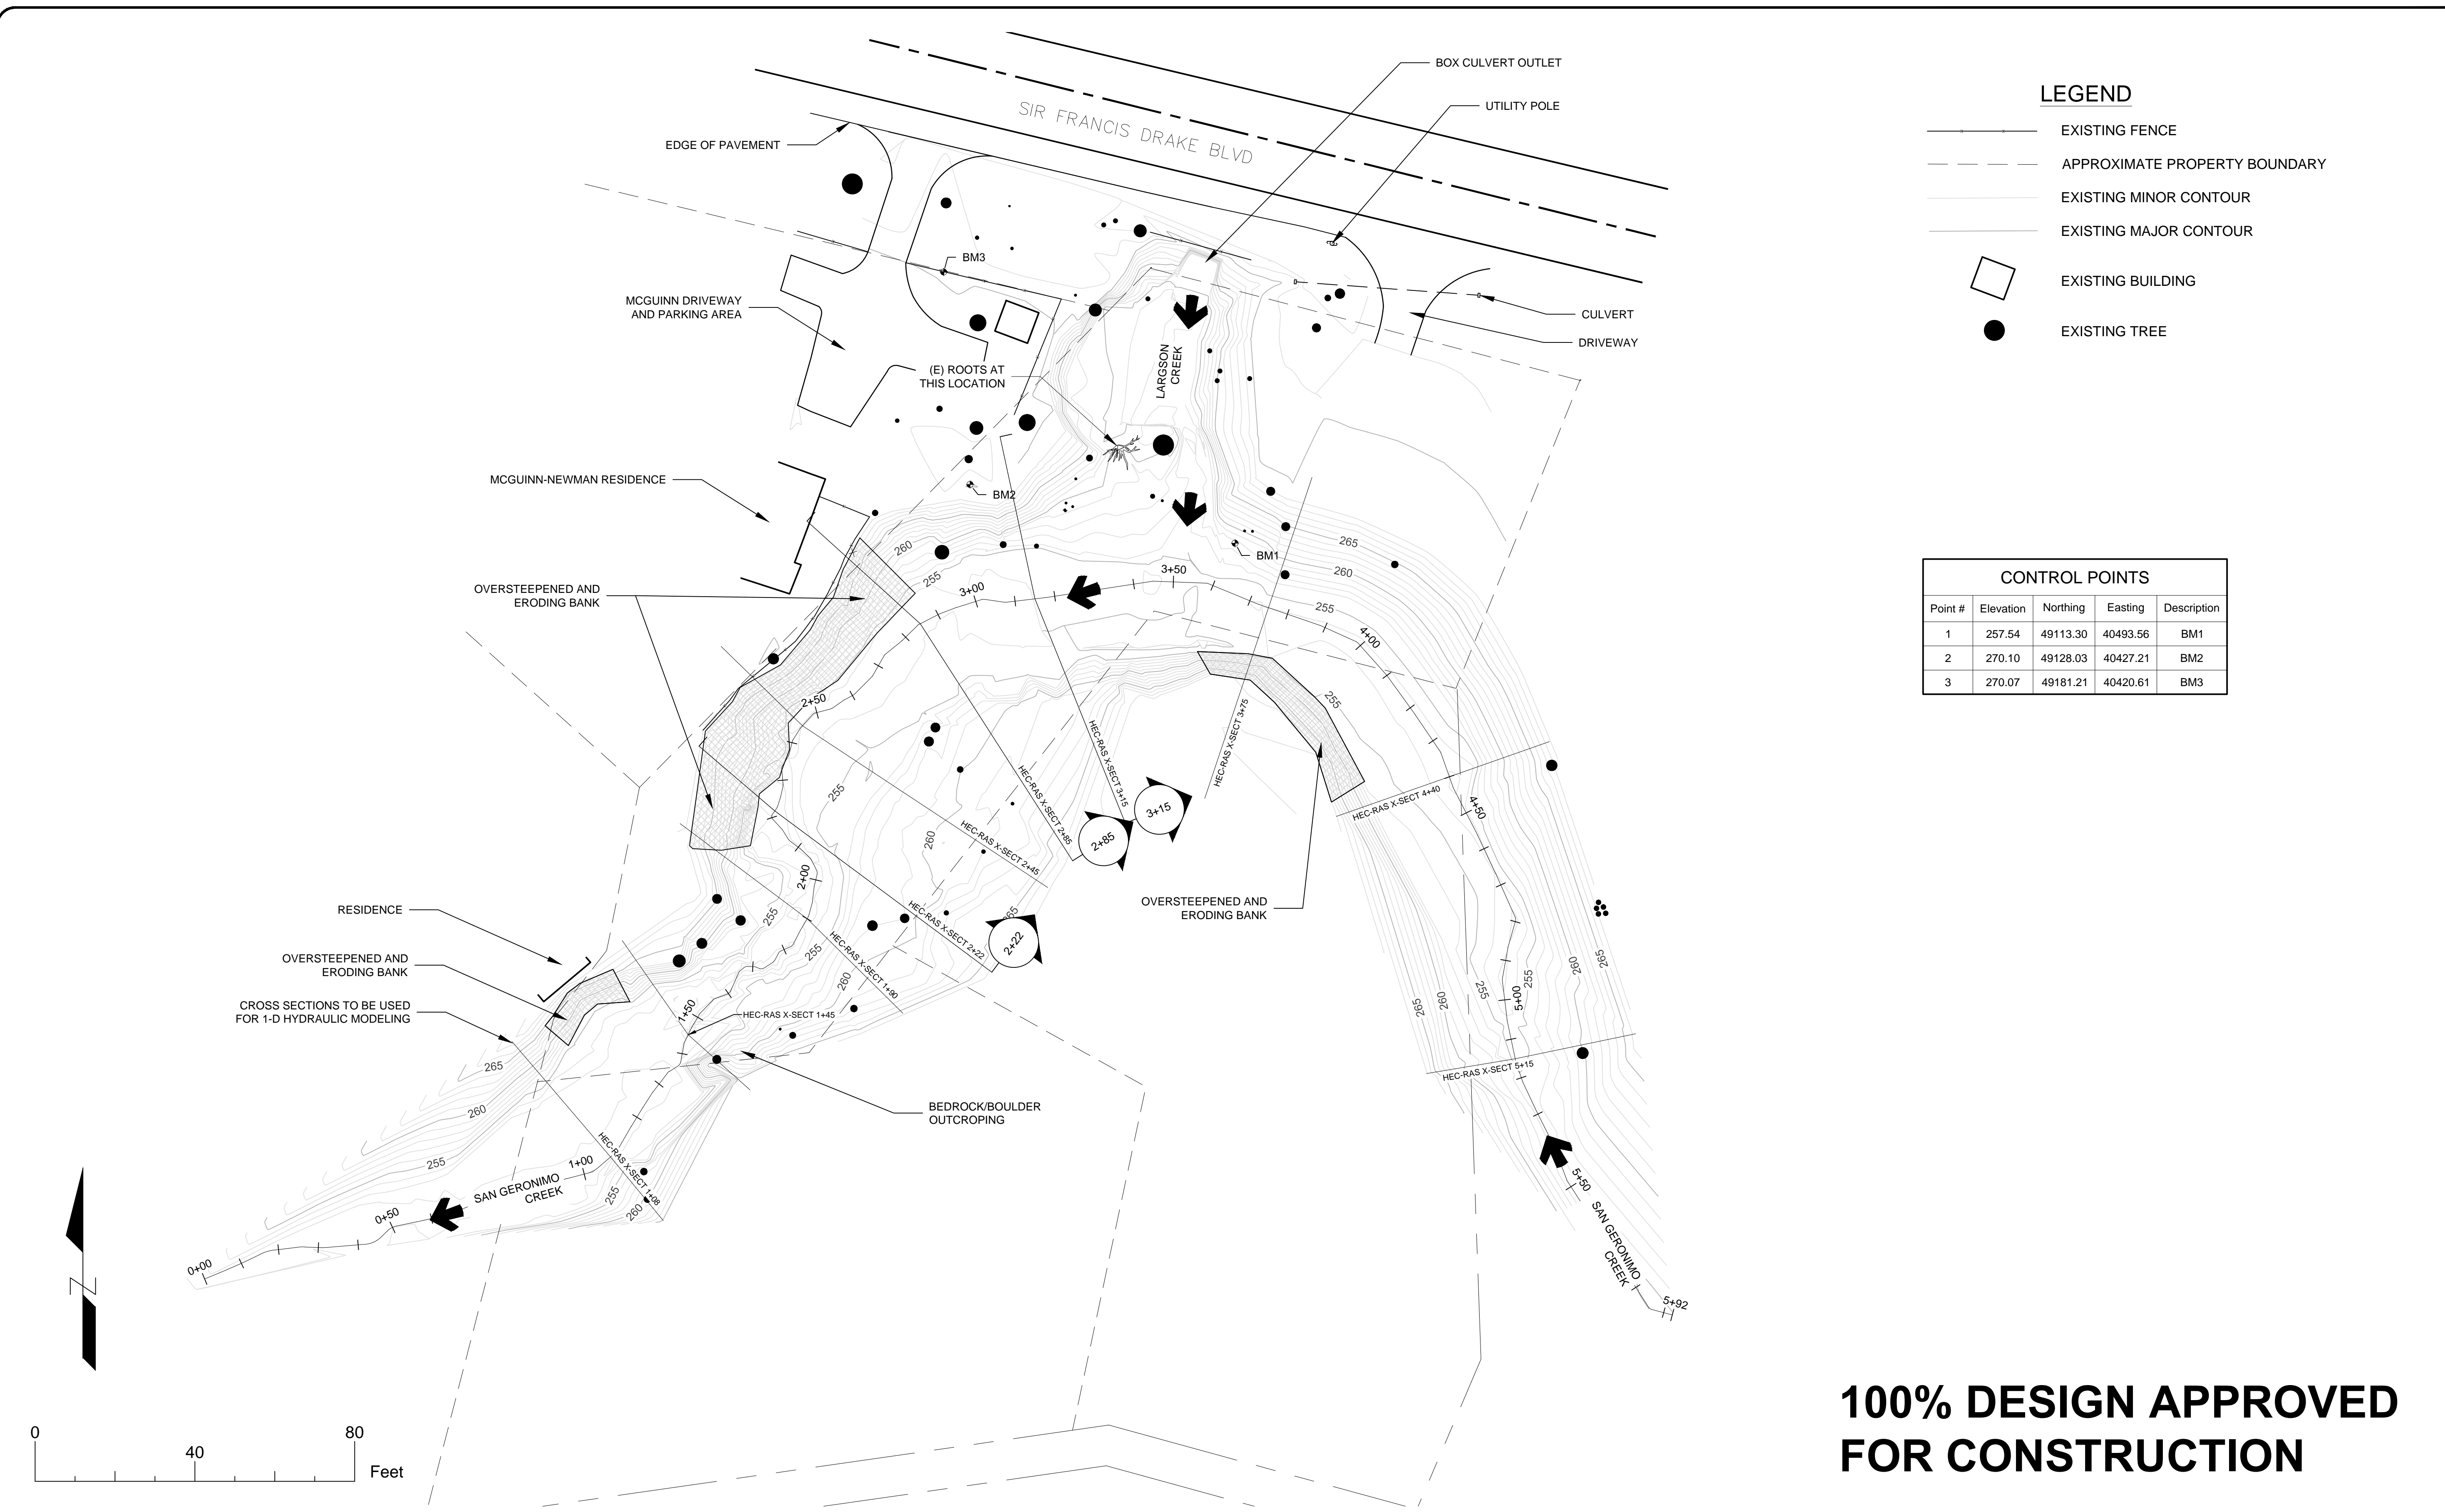 BOX CULVERT OUTLET
UTILITY POLE
SIR FRANCIS DRAKE BLVD
EDGE OF PAVEMENT
BM3
MCGUINN DRIVEWAY
AND PARKING AREA
CULVERT
DRIVEWAY
(E) ROOTS AT
THIS LOCATION
LARGSON
CREEK
MCGUINN-NEWMAN RESIDENCE
BM2
BM1
265
260
255
260
255
3+00
3+50
4+00
OVERSTEEPENED AND
ERODING BANK
2+50
255
255
260
HEC-RAS X-SECT 3+75
HEC-RAS X-SECT 3+15
HEC-RAS X-SECT 2+85
HEC-RAS X-SECT 2+45
3+15
2+85
HEC-RAS X-SECT 4+40
4+50
2+00
OVERSTEEPENED AND
ERODING BANK
HEC-RAS X-SECT 2+22
2+22
265
HEC-RAS X-SECT 1+90
255
255
260
RESIDENCE
OVERSTEEPENED AND
ERODING BANK
CROSS SECTIONS TO BE USED
FOR 1-D HYDRAULIC MODELING
1+50
HEC-RAS X-SECT 1+45
265
260
255
5+00
255
260
265
HEC-RAS X-SECT 5+15
265
260
255
BEDROCK/BOULDER
OUTCROPING
HEC-RAS X-SECT 1+08
1+00
SAN GERONIMO
CREEK
255
260
0+50
0+00
5+50
SAN GERONIMO
CREEK
5+92
N
0
40
80
Feet
LEGEND
EXISTING FENCE
APPROXIMATE PROPERTY BOUNDARY
EXISTING MINOR CONTOUR
EXISTING MAJOR CONTOUR
EXISTING BUILDING
EXISTING TREE
CONTROL POINTS
Point # Elevation Northing Easting Description
1 257.54 49113.30 40493.56 BM1
2 270.10 49128.03 40427.21 BM2
3 270.07 49181.21 40420.61 BM3
100% DESIGN APPROVED
FOR CONSTRUCTION